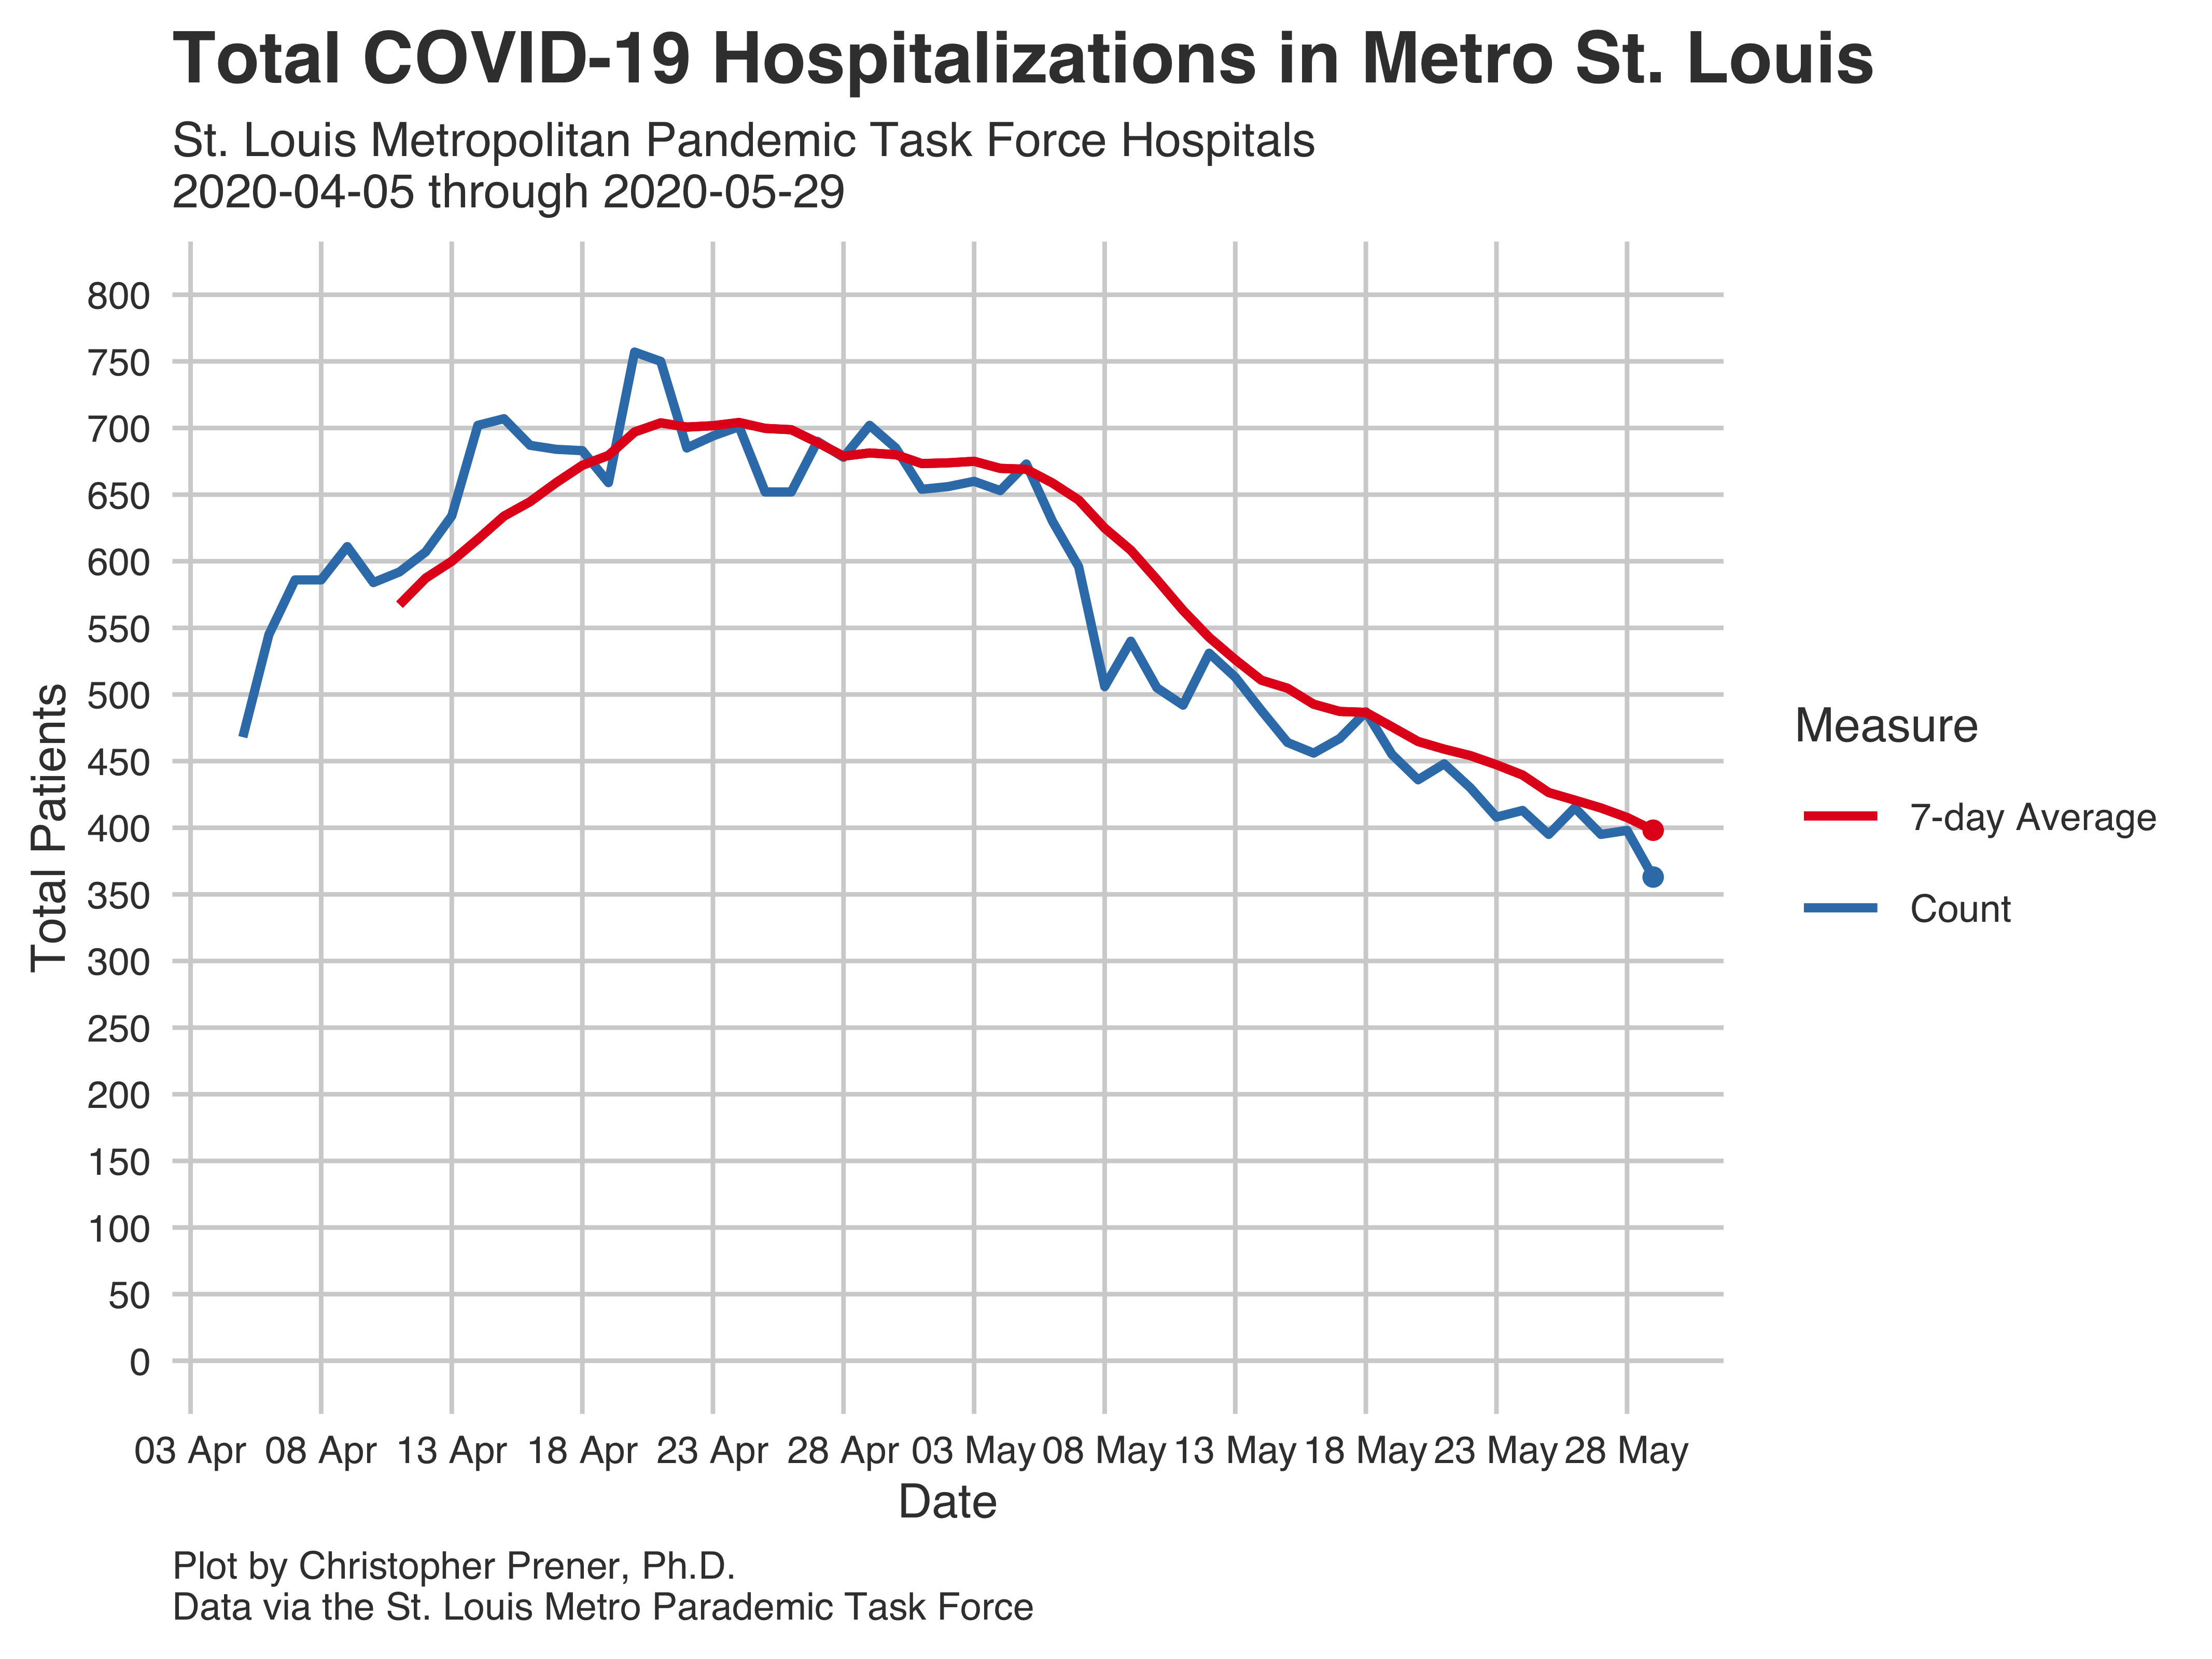 Total COVID-19 Hospitalizations in Metro St. Louis
St. Louis Metropolitan Pandemic Task Force Hospitals
2020-04-05 through 2020-05-29
800
750
700
650
600
550
500
450
400
350
300
250
200
150
100
50
0
Total Patients
03 Apr 08 Apr 13 Apr 18 Apr 23 Apr 28 Apr 03 May 08 May 13 May 18 May 23 May 28 May
Date
Measure
7-day Average
Count
Plot by Christopher Prener, Ph.D.
Data via the St. Louis Metro Parademic Task Force